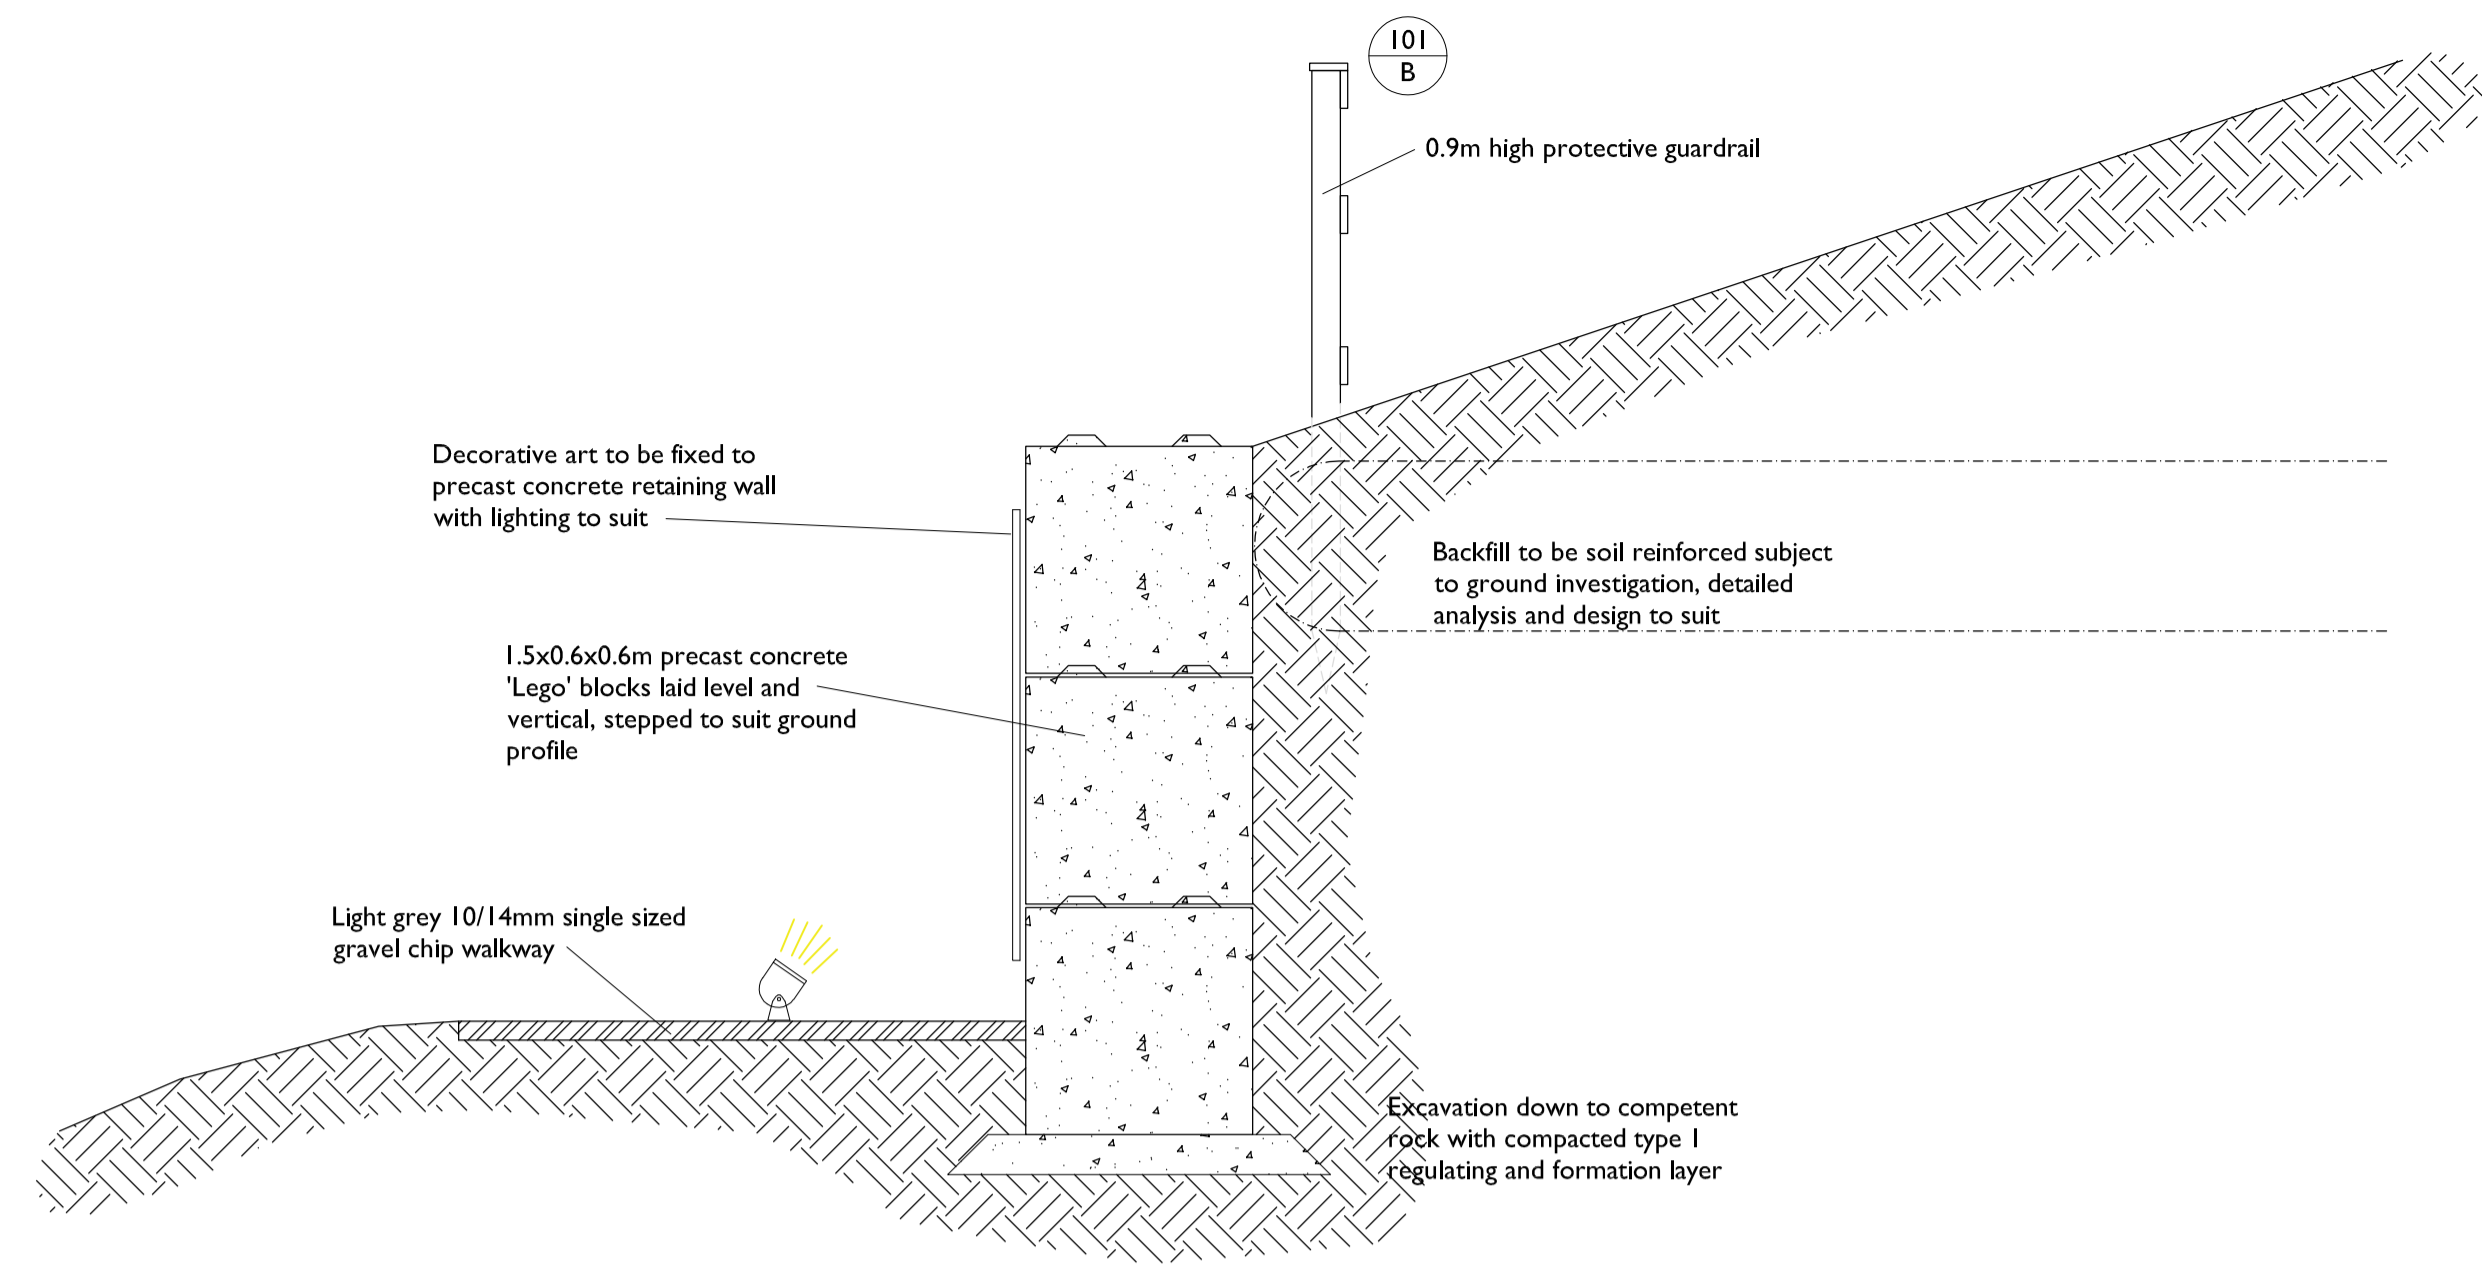 101
B
0.9m high protective guardrail
Decorative art to be fixed to
precast concrete retaining wall
with lighting to suit
Backfill to be soil reinforced subject
to ground investigation, detailed
analysis and design to suit
1.5x0.6x0.6m precast concrete
'Lego' blocks laid level and
vertical, stepped to suit ground
profile
Light grey 10/14mm single sized
gravel chip walkway
Excavation down to competent
rock with compacted type 1
regulating and formation layer